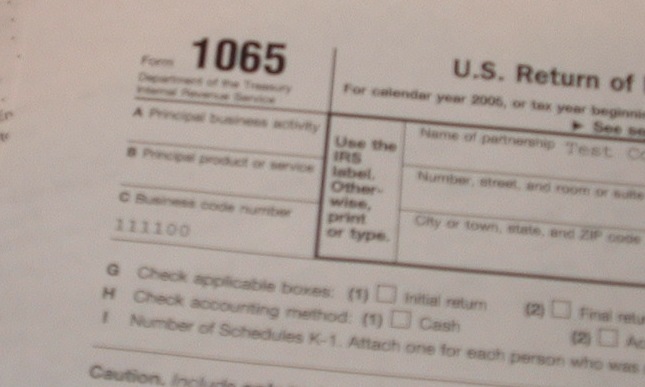 Form 1065
U.S. Return of
Department of the Treasury
Internal Revenue Service
For calendar year 2005, or tax year beginni
► See se
A Principal business activity
B Principal product or service
C Business code number
111100
Use the
IRS
label.
Other-
wise,
print
or type.
Name of partnership Test Co
Number, street, and room or suite
City or town, state, and ZIP code
G Check applicable boxes: (1) Initial return (2) Final retu
H Check accounting method: (1) Cash (2) Ac
I Number of Schedules K-1. Attach one for each person who was
Caution. Include only